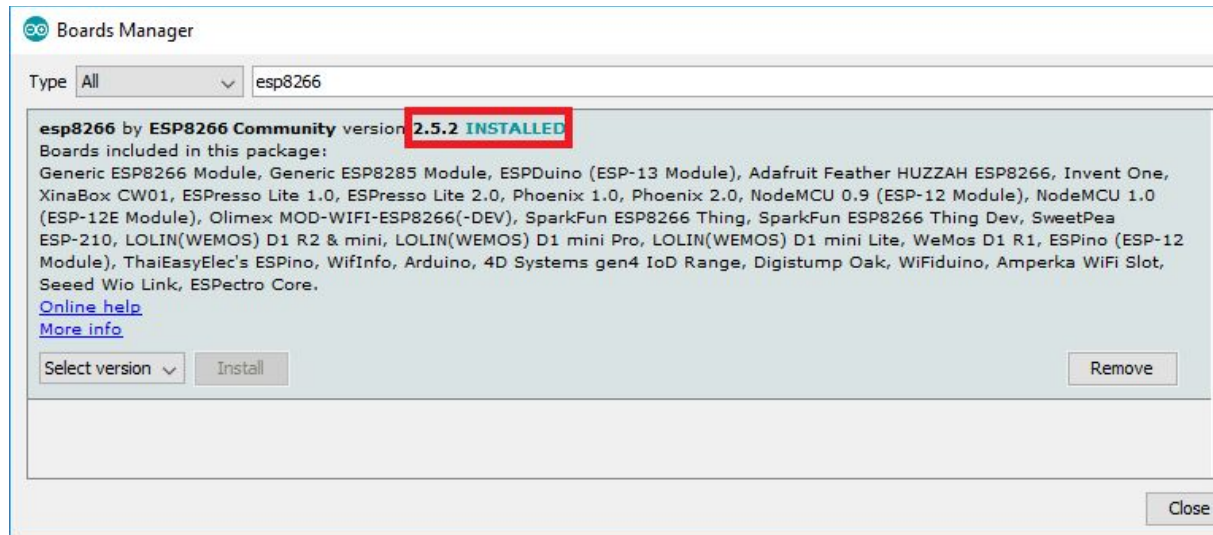 Boards Manager
Type All esp8266
esp8266 by ESP8266 Community version 2.5.2 INSTALLED
Boards included in this package:
Generic ESP8266 Module, Generic ESP8285 Module, ESPDuino (ESP-13 Module), Adafruit Feather HUZZAH ESP8266, Invent One,
XinaBox CW01, ESPresso Lite 1.0, ESPresso Lite 2.0, Phoenix 1.0, Phoenix 2.0, NodeMCU 0.9 (ESP-12 Module), NodeMCU 1.0
(ESP-12E Module), Olimex MOD-WIFI-ESP8266(-DEV), SparkFun ESP8266 Thing, SparkFun ESP8266 Thing Dev, SweetPea
ESP-210, LOLIN(WEMOS) D1 R2 & mini, LOLIN(WEMOS) D1 mini Pro, LOLIN(WEMOS) D1 mini Lite, WeMos D1 R1, ESPino (ESP-12
Module), ThaiEasyElec's ESPino, WifInfo, Arduino, 4D Systems gen4 IoD Range, Digistump Oak, WiFiduino, Amperka WiFi Slot,
Seeed Wio Link, ESPectro Core.
Online help
More info
Select version Install Remove
Close